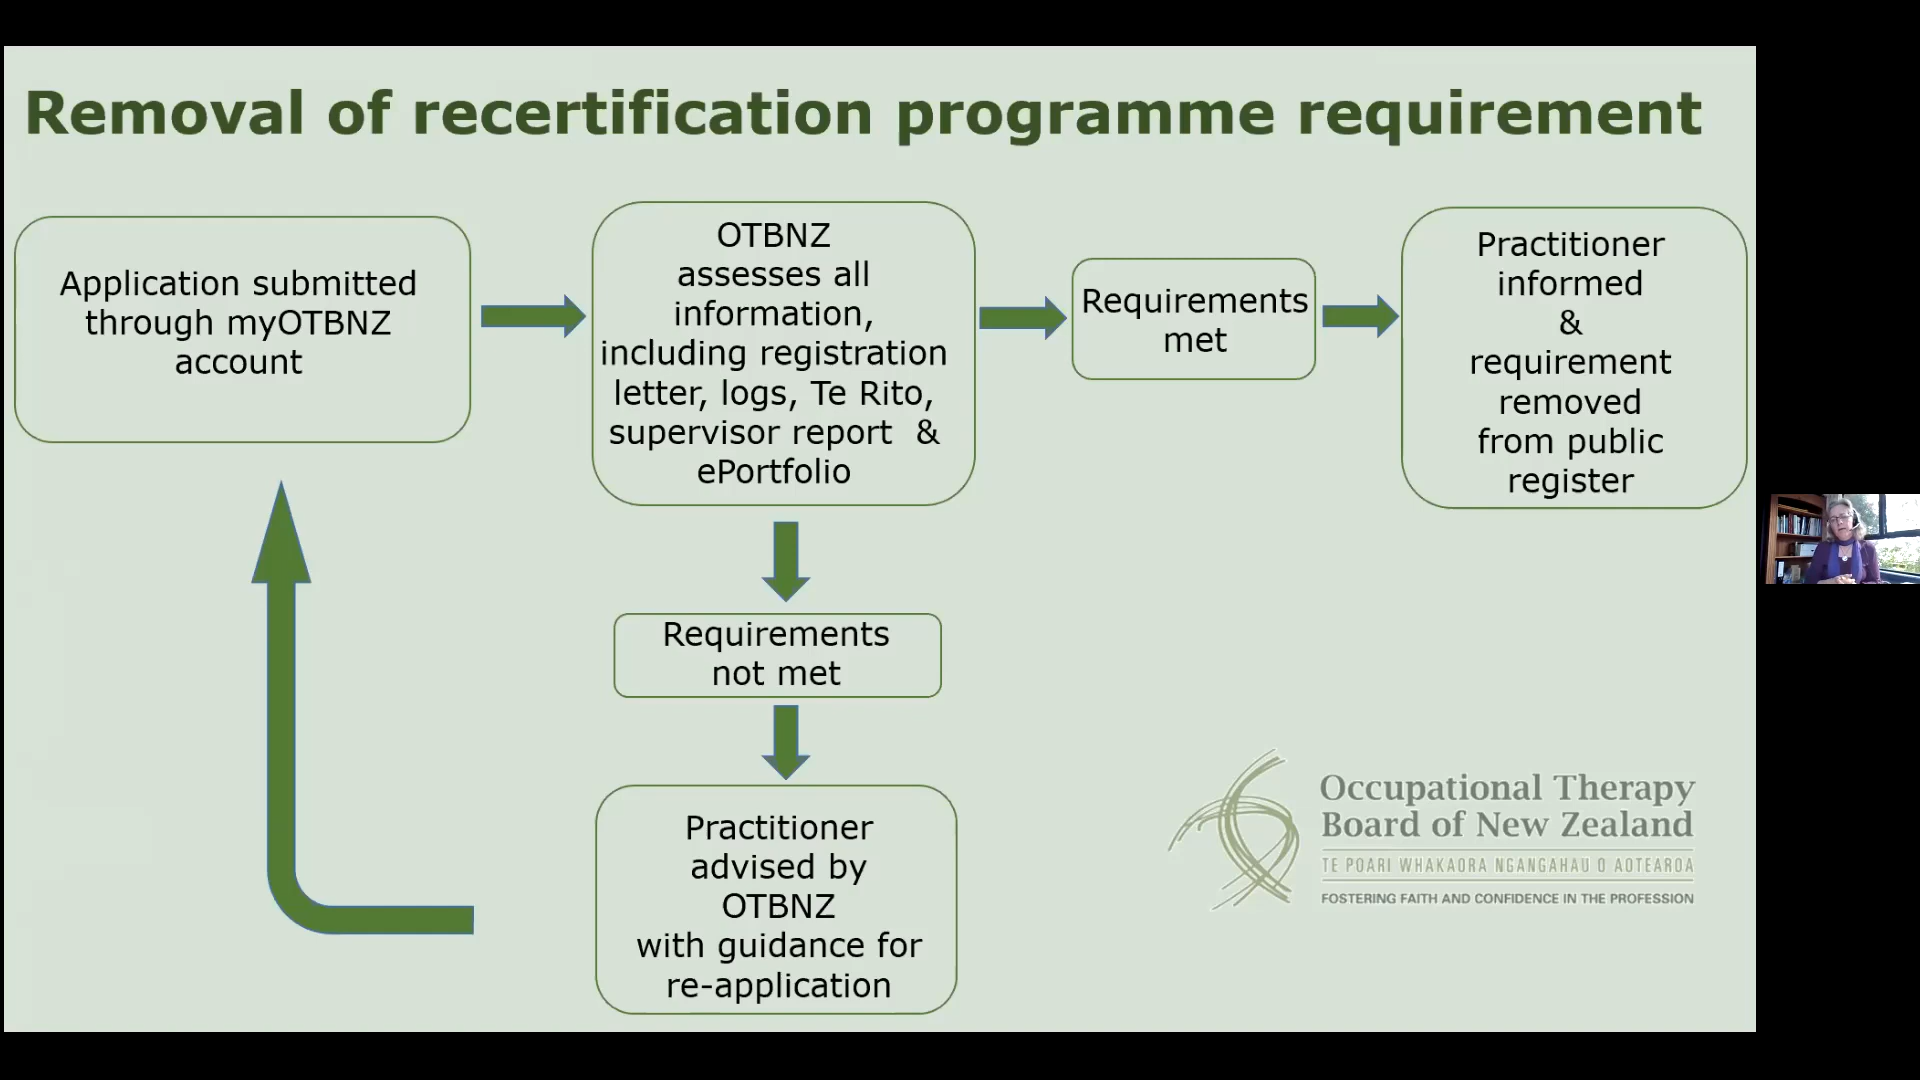 Removal of recertification programme requirement
Application submitted
through myOTBNZ
account
OTBNZ
assesses all
information,
including registration
letter, logs, Te Rito,
supervisor report &
ePortfolio
Requirements
met
Practitioner
informed
&
requirement
removed
from public
register
Requirements
not met
Practitioner
advised by
OTBNZ
with guidance for
re-application
Occupational Therapy
Board of New Zealand
TE POARI WHAKAORA NGANGAHAU O AOTEAROA
FOSTERING FAITH AND CONFIDENCE IN THE PROFESSION